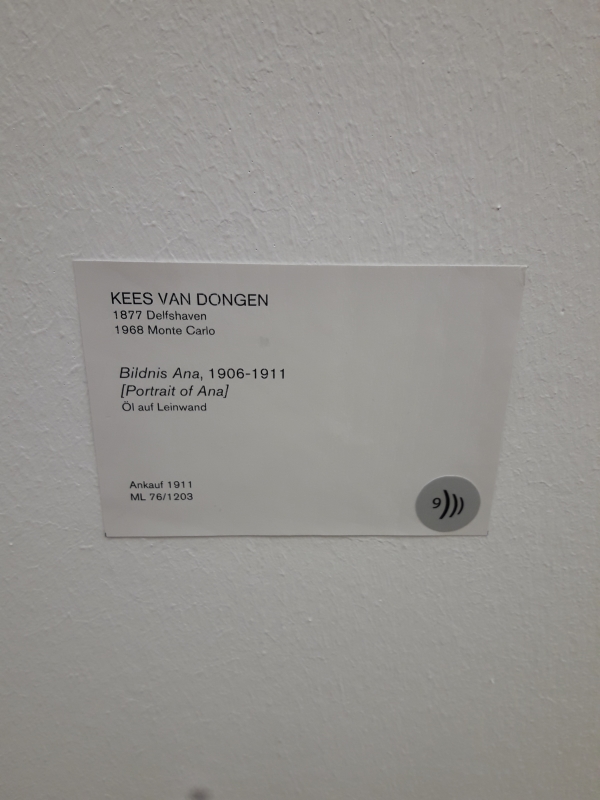 KEES VAN DONGEN
1877 Delfshaven
1968 Monte Carlo
Bildnis Ana, 1906-1911
[Portrait of Ana]
Öl auf Leinwand
Ankauf 1911
ML 76/1203
9